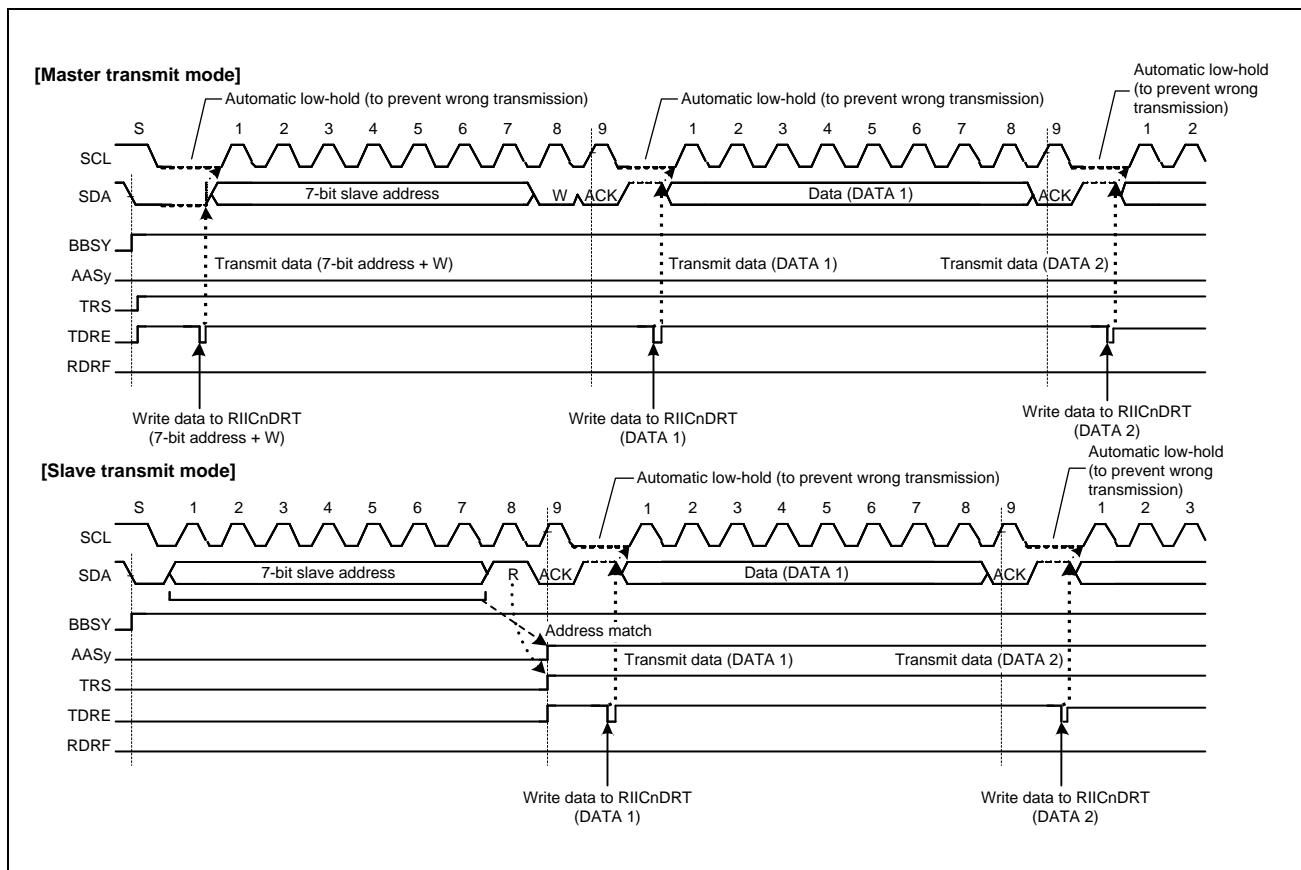 [Master transmit mode]
Automatic low-hold (to prevent wrong transmission)
Automatic low-hold (to prevent wrong transmission)
Automatic low-hold
(to prevent wrong
transmission)
S 1 2 3 4 5 6 7 8 9 1 2 3 4 5 6 7 8 9 1 2
SCL
SDA 7-bit slave address W ACK Data (DATA 1) ACK
BBSY
Transmit data (7-bit address + W) Transmit data (DATA 1) Transmit data (DATA 2)
AASy
TRS
TDRE
RDRF
Write data to RIICnDRT
(7-bit address + W)
Write data to RIICnDRT
(DATA 1)
Write data to RIICnDRT
(DATA 2)
[Slave transmit mode]
Automatic low-hold (to prevent wrong transmission)
Automatic low-hold
(to prevent wrong
transmission)
S 1 2 3 4 5 6 7 8 9 1 2 3 4 5 6 7 8 9 1 2 3
SCL
SDA 7-bit slave address R ACK Data (DATA 1) ACK
BBSY
Address match
AASy
Transmit data (DATA 1) Transmit data (DATA 2)
TRS
TDRE
RDRF
Write data to RIICnDRT
(DATA 1)
Write data to RIICnDRT
(DATA 2)